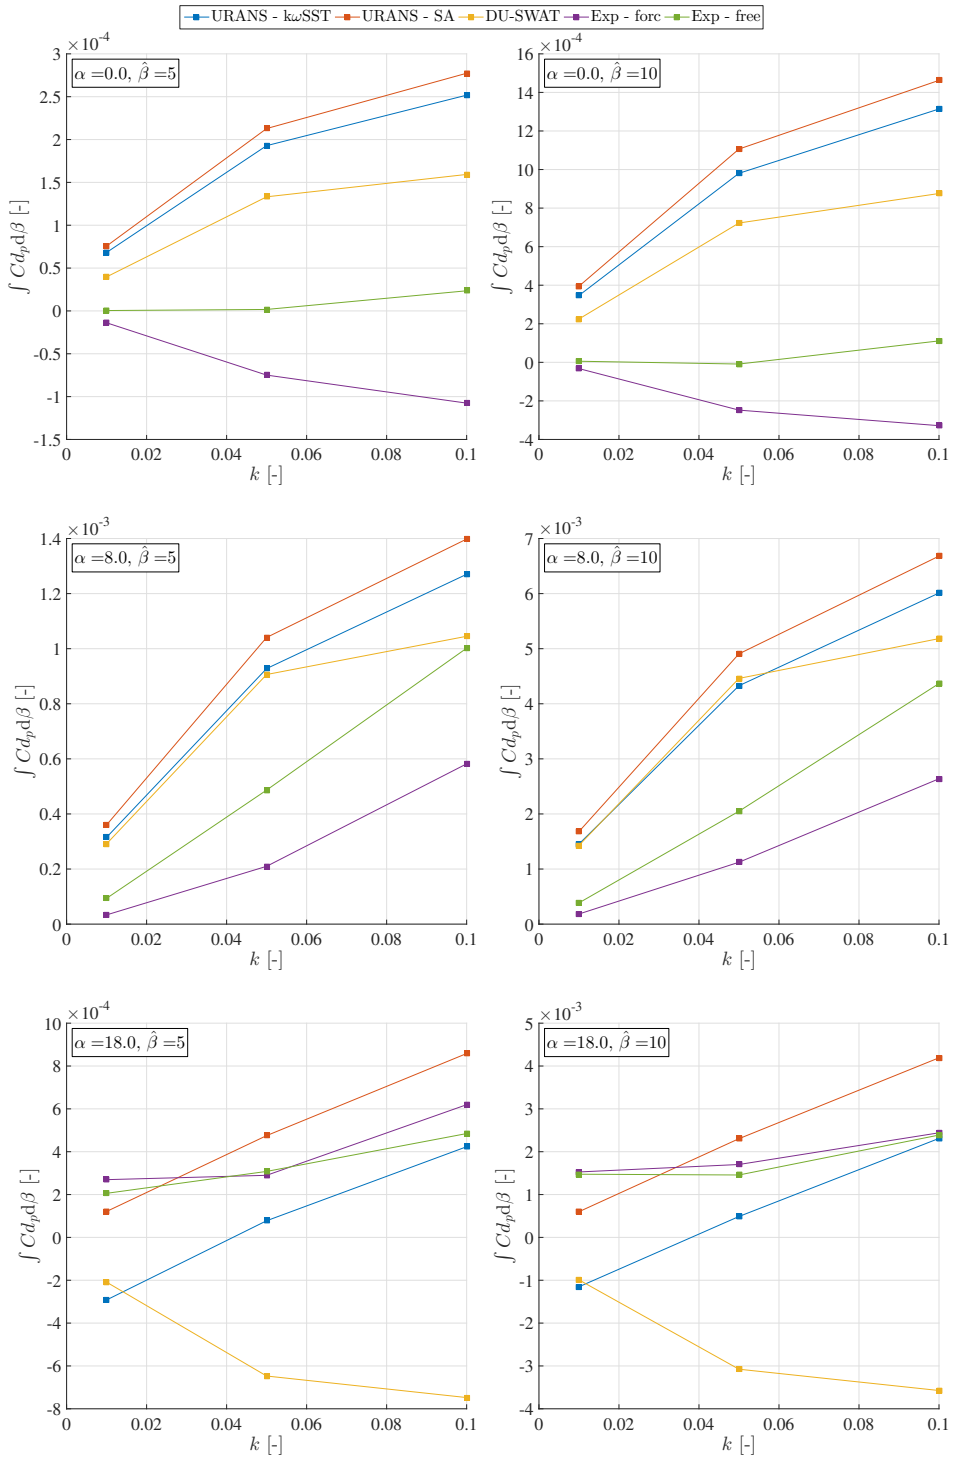 URANS - kωSST URANS - SA DU-SWAT Exp - forc Exp - free
×10⁻⁴
α =0.0, β̂ =5
3
2.5
2
1.5
1
0.5
0
-0.5
-1
-1.5
∫ Cd_p dβ [-]
0 0.02 0.04 0.06 0.08 0.1
k [-]
×10⁻⁴
α =0.0, β̂ =10
16
14
12
10
8
6
4
2
0
-2
-4
∫ Cd_p dβ [-]
0 0.02 0.04 0.06 0.08 0.1
k [-]
×10⁻³
α =8.0, β̂ =5
1.4
1.2
1
0.8
0.6
0.4
0.2
0
∫ Cd_p dβ [-]
0 0.02 0.04 0.06 0.08 0.1
k [-]
×10⁻³
α =8.0, β̂ =10
7
6
5
4
3
2
1
0
∫ Cd_p dβ [-]
0 0.02 0.04 0.06 0.08 0.1
k [-]
×10⁻⁴
α =18.0, β̂ =5
10
8
6
4
2
0
-2
-4
-6
-8
∫ Cd_p dβ [-]
0 0.02 0.04 0.06 0.08 0.1
k [-]
×10⁻³
α =18.0, β̂ =10
5
4
3
2
1
0
-1
-2
-3
-4
∫ Cd_p dβ [-]
0 0.02 0.04 0.06 0.08 0.1
k [-]